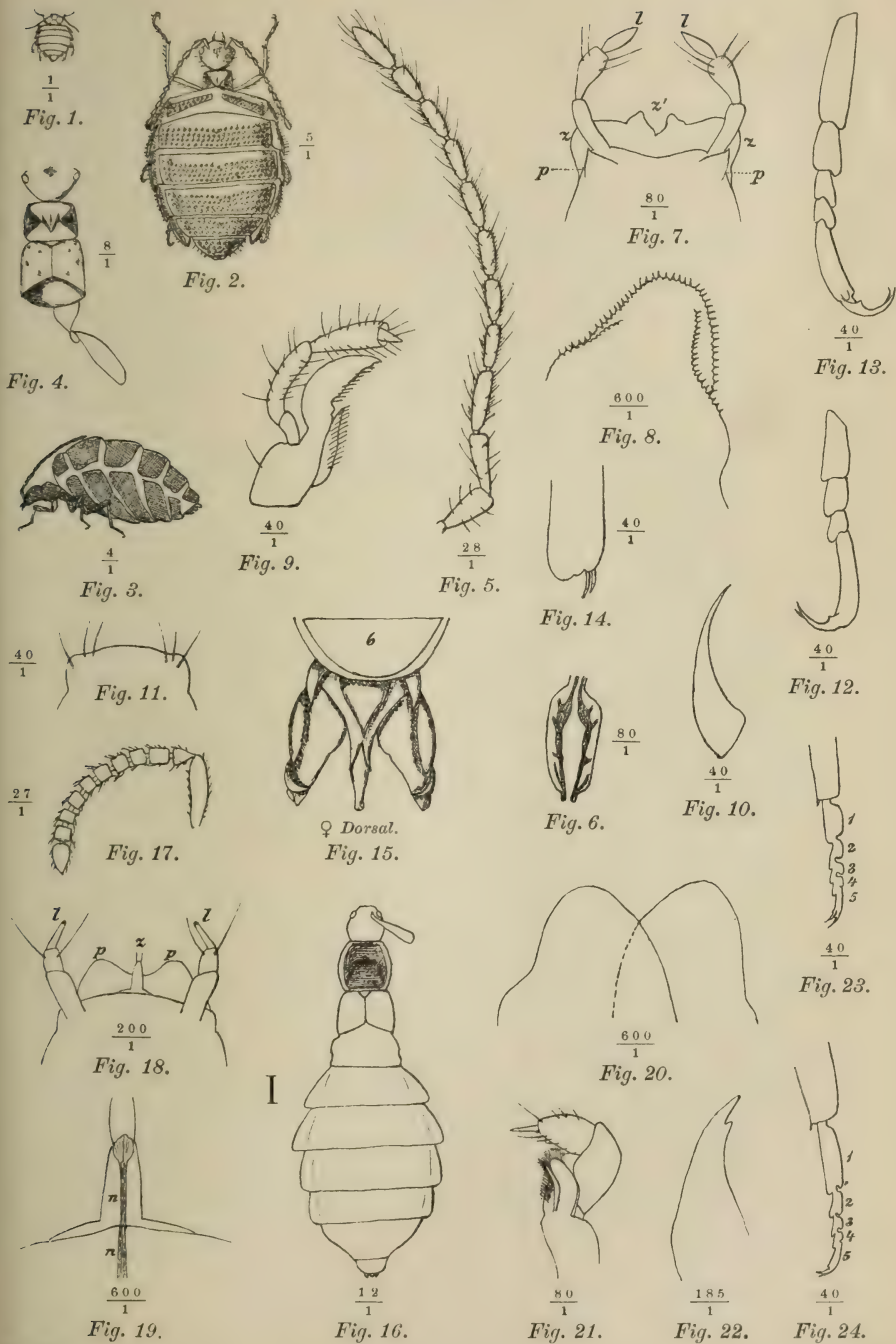 1
1
Fig. 1.
5
1
Fig. 2.
l
l
z'
z
z
p
p
80
1
Fig. 7.
40
1
Fig. 13.
8
1
Fig. 4.
600
1
Fig. 8.
4
1
Fig. 3.
40
1
Fig. 9.
28
1
Fig. 5.
40
1
Fig. 14.
40
1
Fig. 12.
40
1
Fig. 11.
6
♀ Dorsal.
Fig. 15.
80
1
Fig. 6.
40
1
Fig. 10.
27
1
Fig. 17.
1
2
3
4
5
40
1
Fig. 23.
l
z
l
p
p
200
1
Fig. 18.
I
12
1
Fig. 16.
600
1
Fig. 20.
n
n
600
1
Fig. 19.
80
1
Fig. 21.
185
1
Fig. 22.
1
2
3
4
5
40
1
Fig. 24.